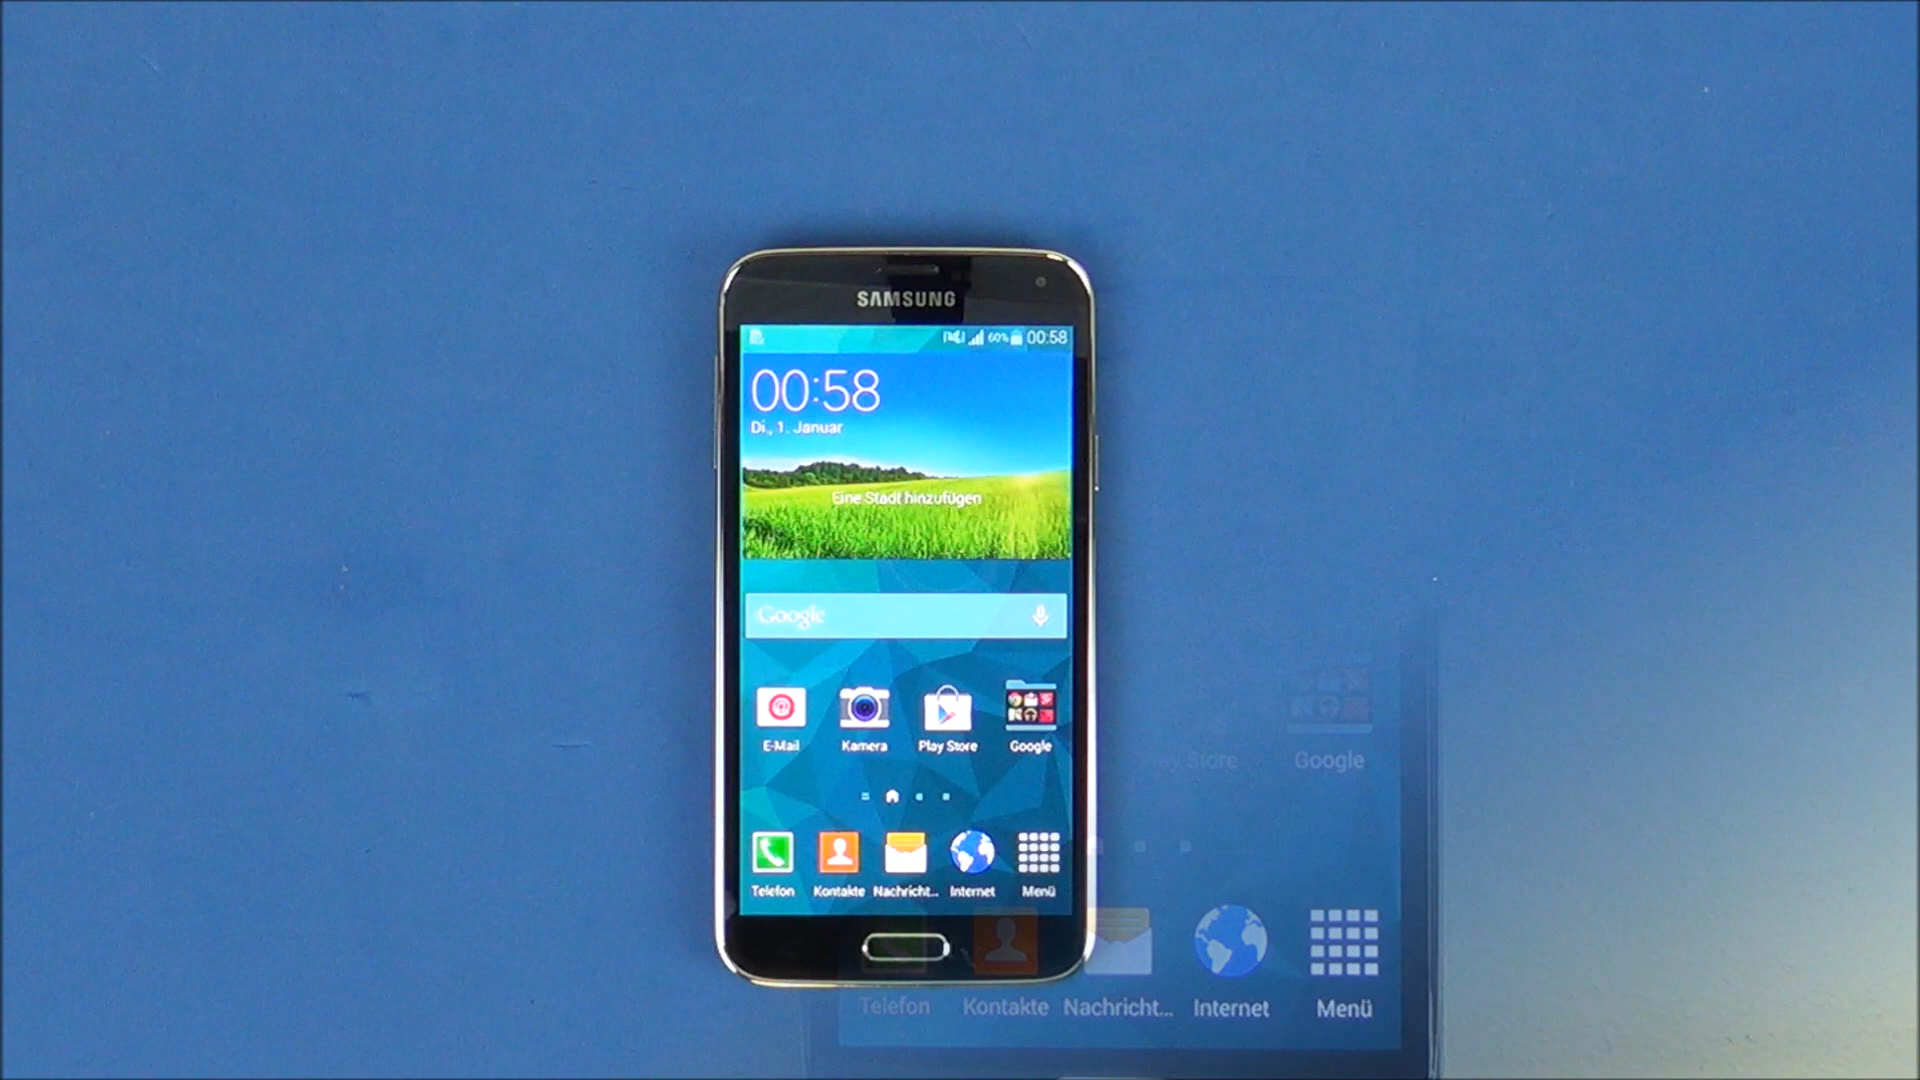 SAMSUNG
60% 00:58
00:58
Di., 1. Januar
Eine Stadt hinzufügen
Google
E-Mail Kamera Play Store Google
Telefon Kontakte Nachricht... Internet Menü
Store Google
Telefon Kontakte Nachricht... Internet Menü